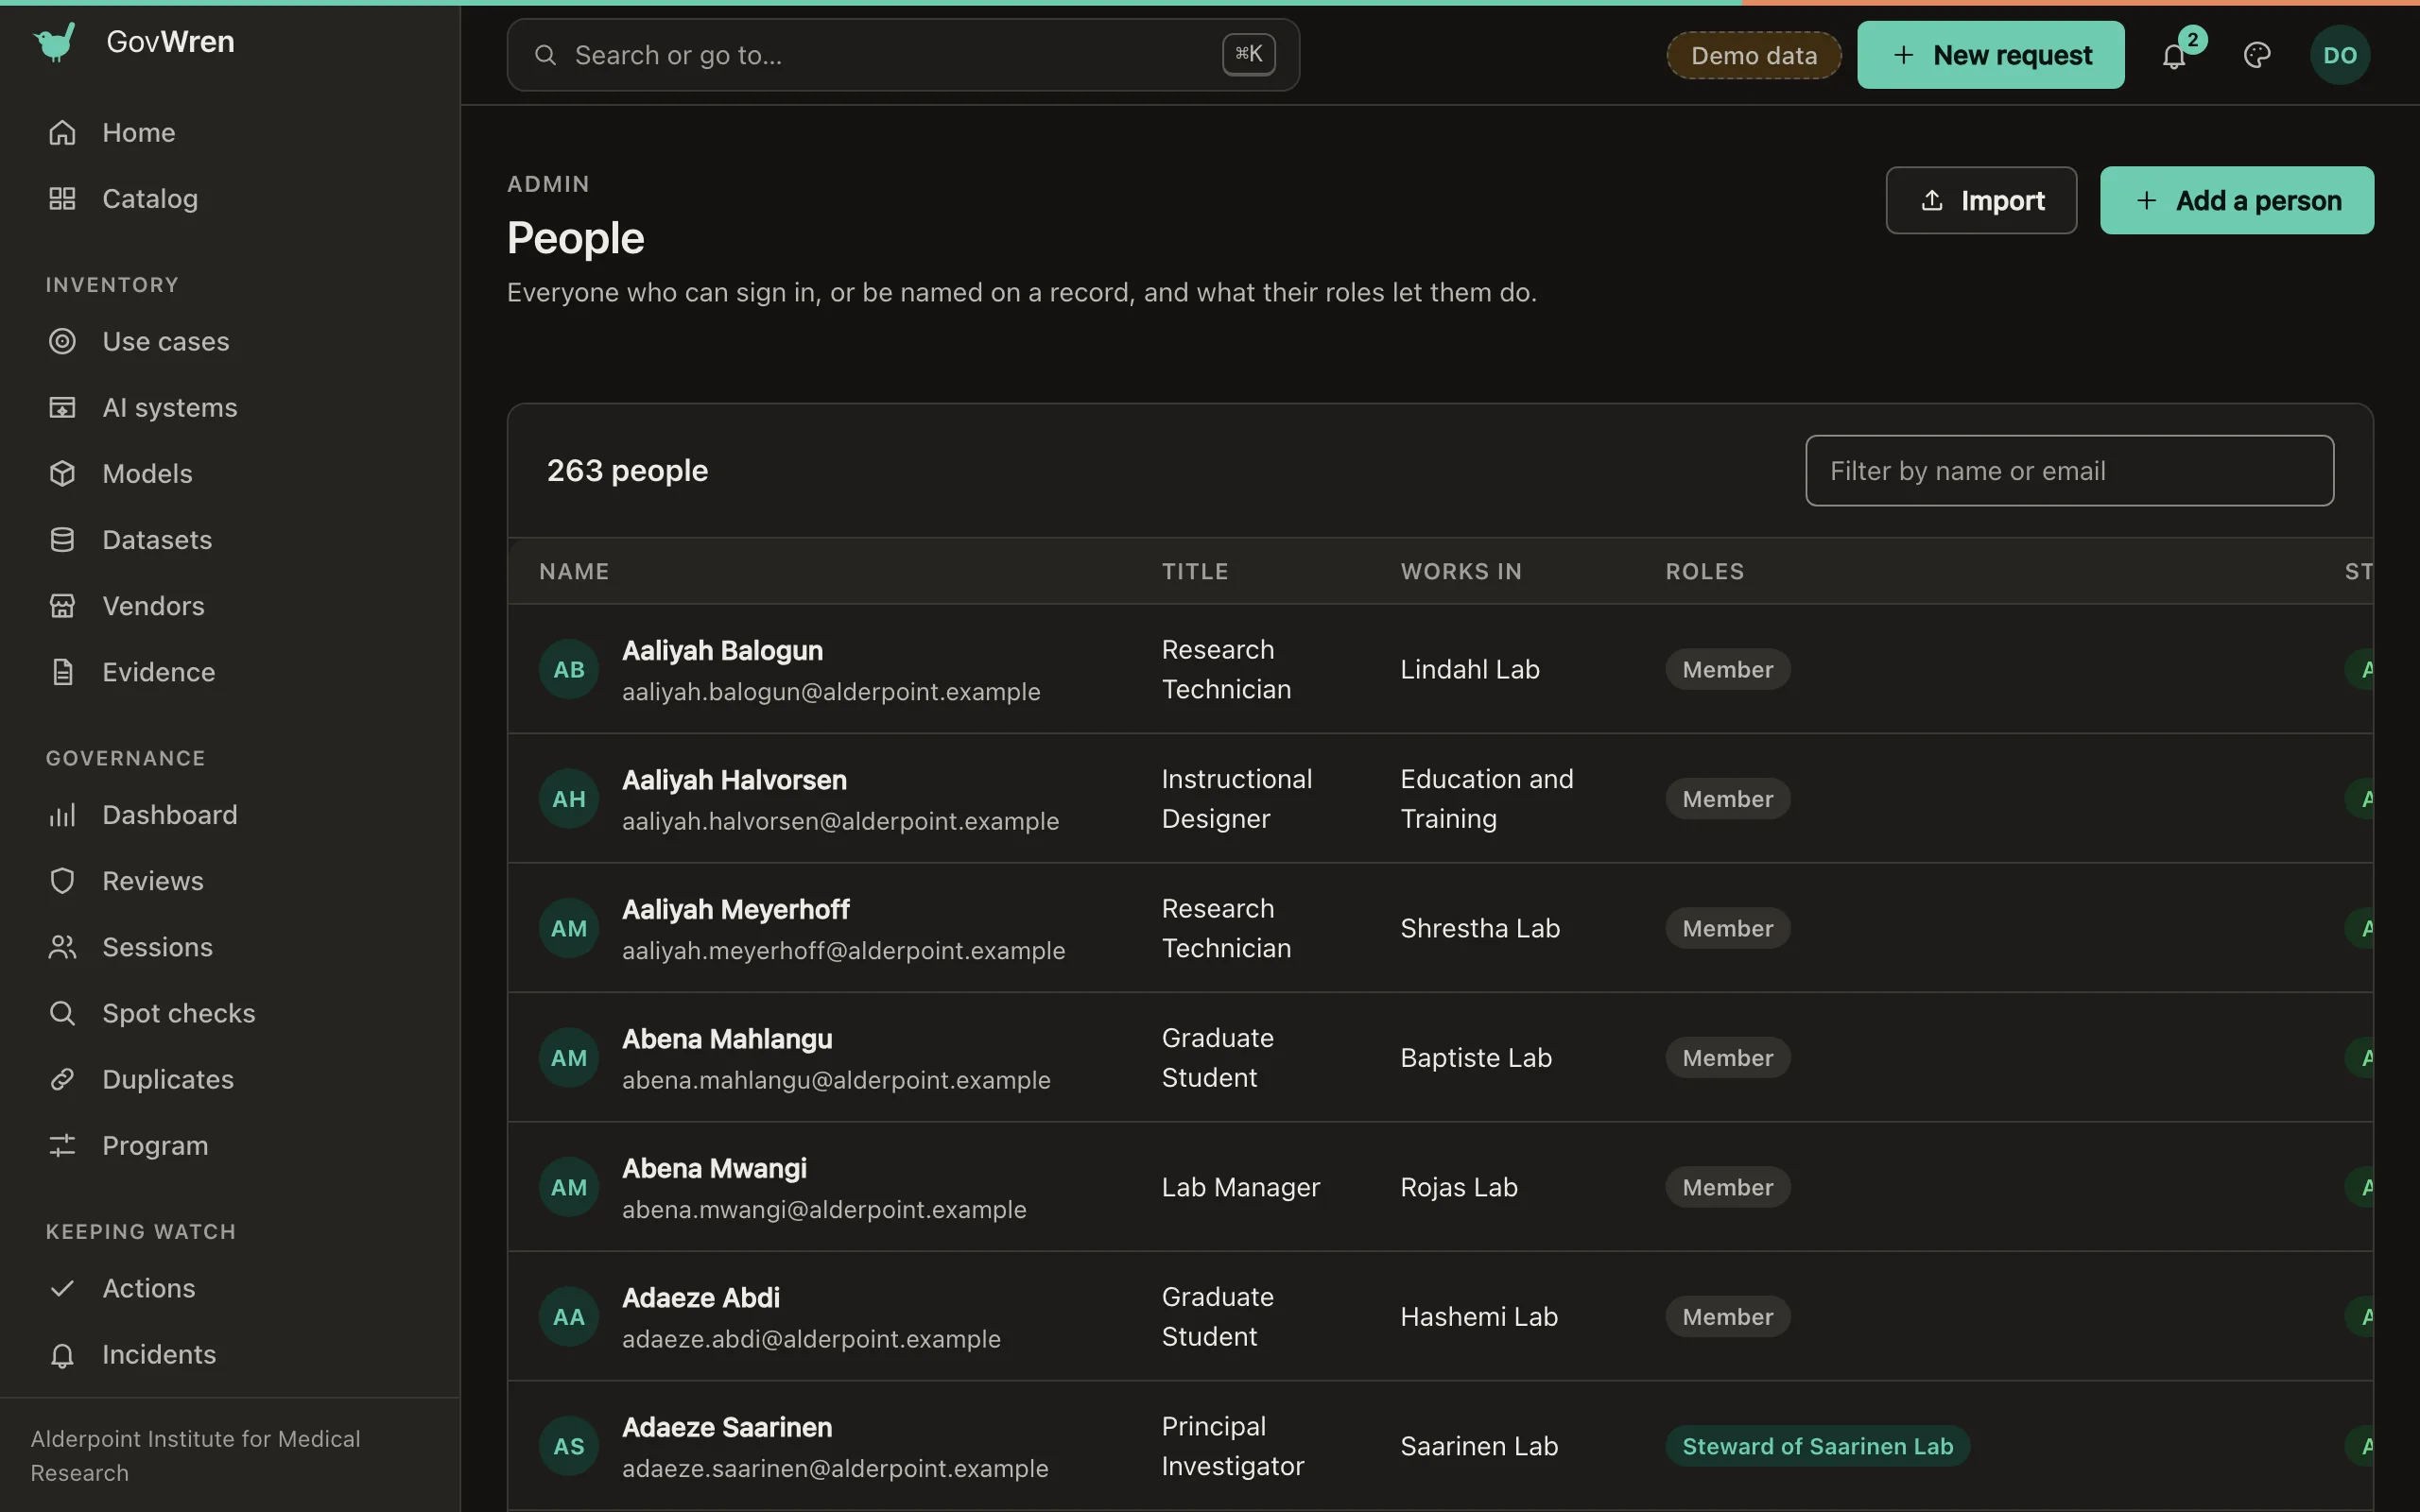 GovWren
Search or go to...
⌘K
Demo data
+ New request
2
DO
Home
Catalog
INVENTORY
Use cases
AI systems
Models
Datasets
Vendors
Evidence
GOVERNANCE
Dashboard
Reviews
Sessions
Spot checks
Duplicates
Program
KEEPING WATCH
Actions
Incidents
Alderpoint Institute for Medical
Research
ADMIN
People
Everyone who can sign in, or be named on a record, and what their roles let them do.
Import
+ Add a person
263 people
Filter by name or email
NAME TITLE WORKS IN ROLES ST
AB Aaliyah Balogun
aaliyah.balogun@alderpoint.example
Research
Technician
Lindahl Lab
Member
A
AH Aaliyah Halvorsen
aaliyah.halvorsen@alderpoint.example
Instructional
Designer
Education and
Training
Member
A
AM Aaliyah Meyerhoff
aaliyah.meyerhoff@alderpoint.example
Research
Technician
Shrestha Lab
Member
A
AM Abena Mahlangu
abena.mahlangu@alderpoint.example
Graduate
Student
Baptiste Lab
Member
A
AM Abena Mwangi
abena.mwangi@alderpoint.example
Lab Manager
Rojas Lab
Member
A
AA Adaeze Abdi
adaeze.abdi@alderpoint.example
Graduate
Student
Hashemi Lab
Member
A
AS Adaeze Saarinen
adaeze.saarinen@alderpoint.example
Principal
Investigator
Saarinen Lab
Steward of Saarinen Lab
A